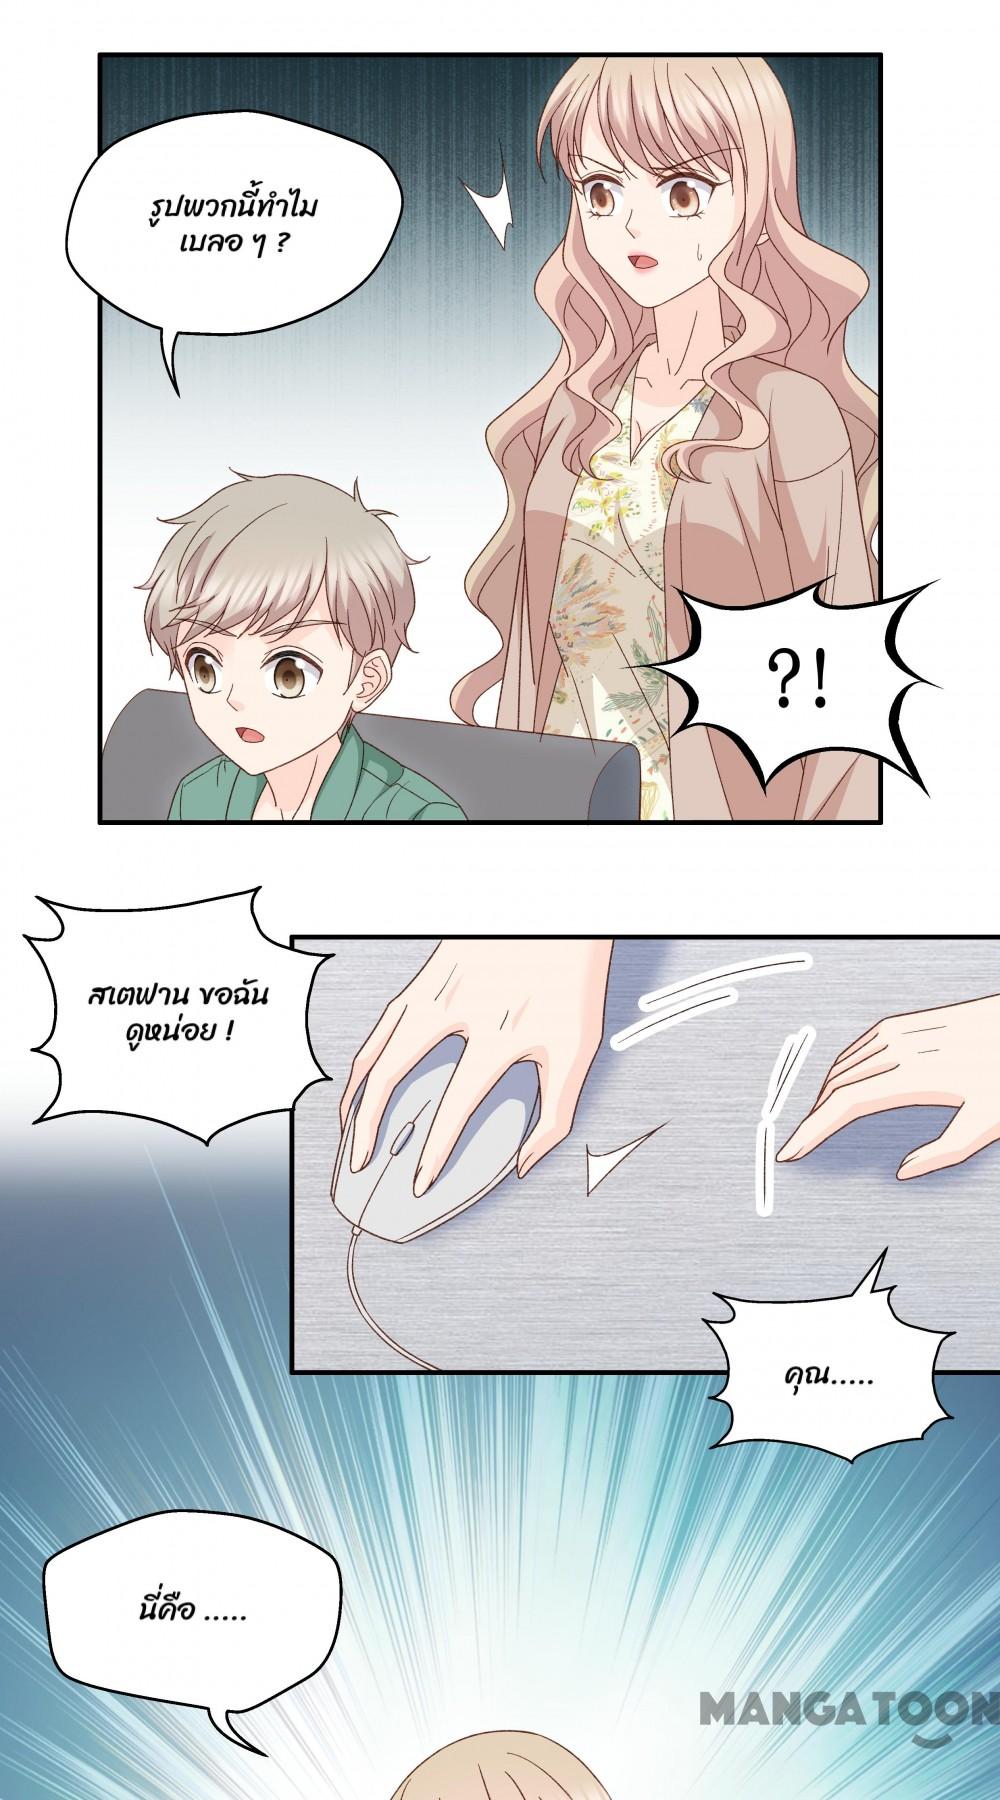 รูปพวกนี้ทำไม
เบลอ ๆ ?
?!
สเตฟาน ขอฉัน
ดูหน่อย !
คุณ.....
นี่คือ .....
MANGATOON